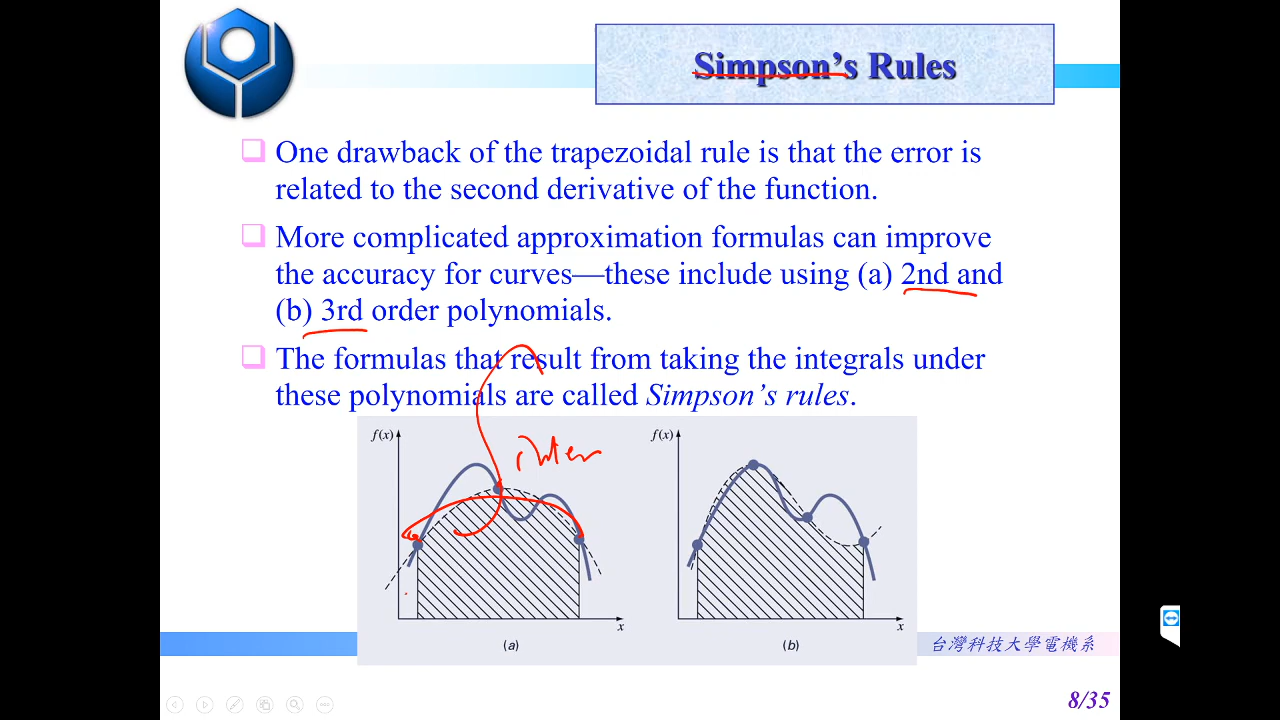 Simpson's Rules
One drawback of the trapezoidal rule is that the error is
related to the second derivative of the function.
More complicated approximation formulas can improve
the accuracy for curves—these include using (a) 2nd and
(b) 3rd order polynomials.
The formulas that result from taking the integrals under
these polynomials are called Simpson's rules.
f(x)
f(x)
x
x
(a)
(b)
台灣科技大學電機系
8/35